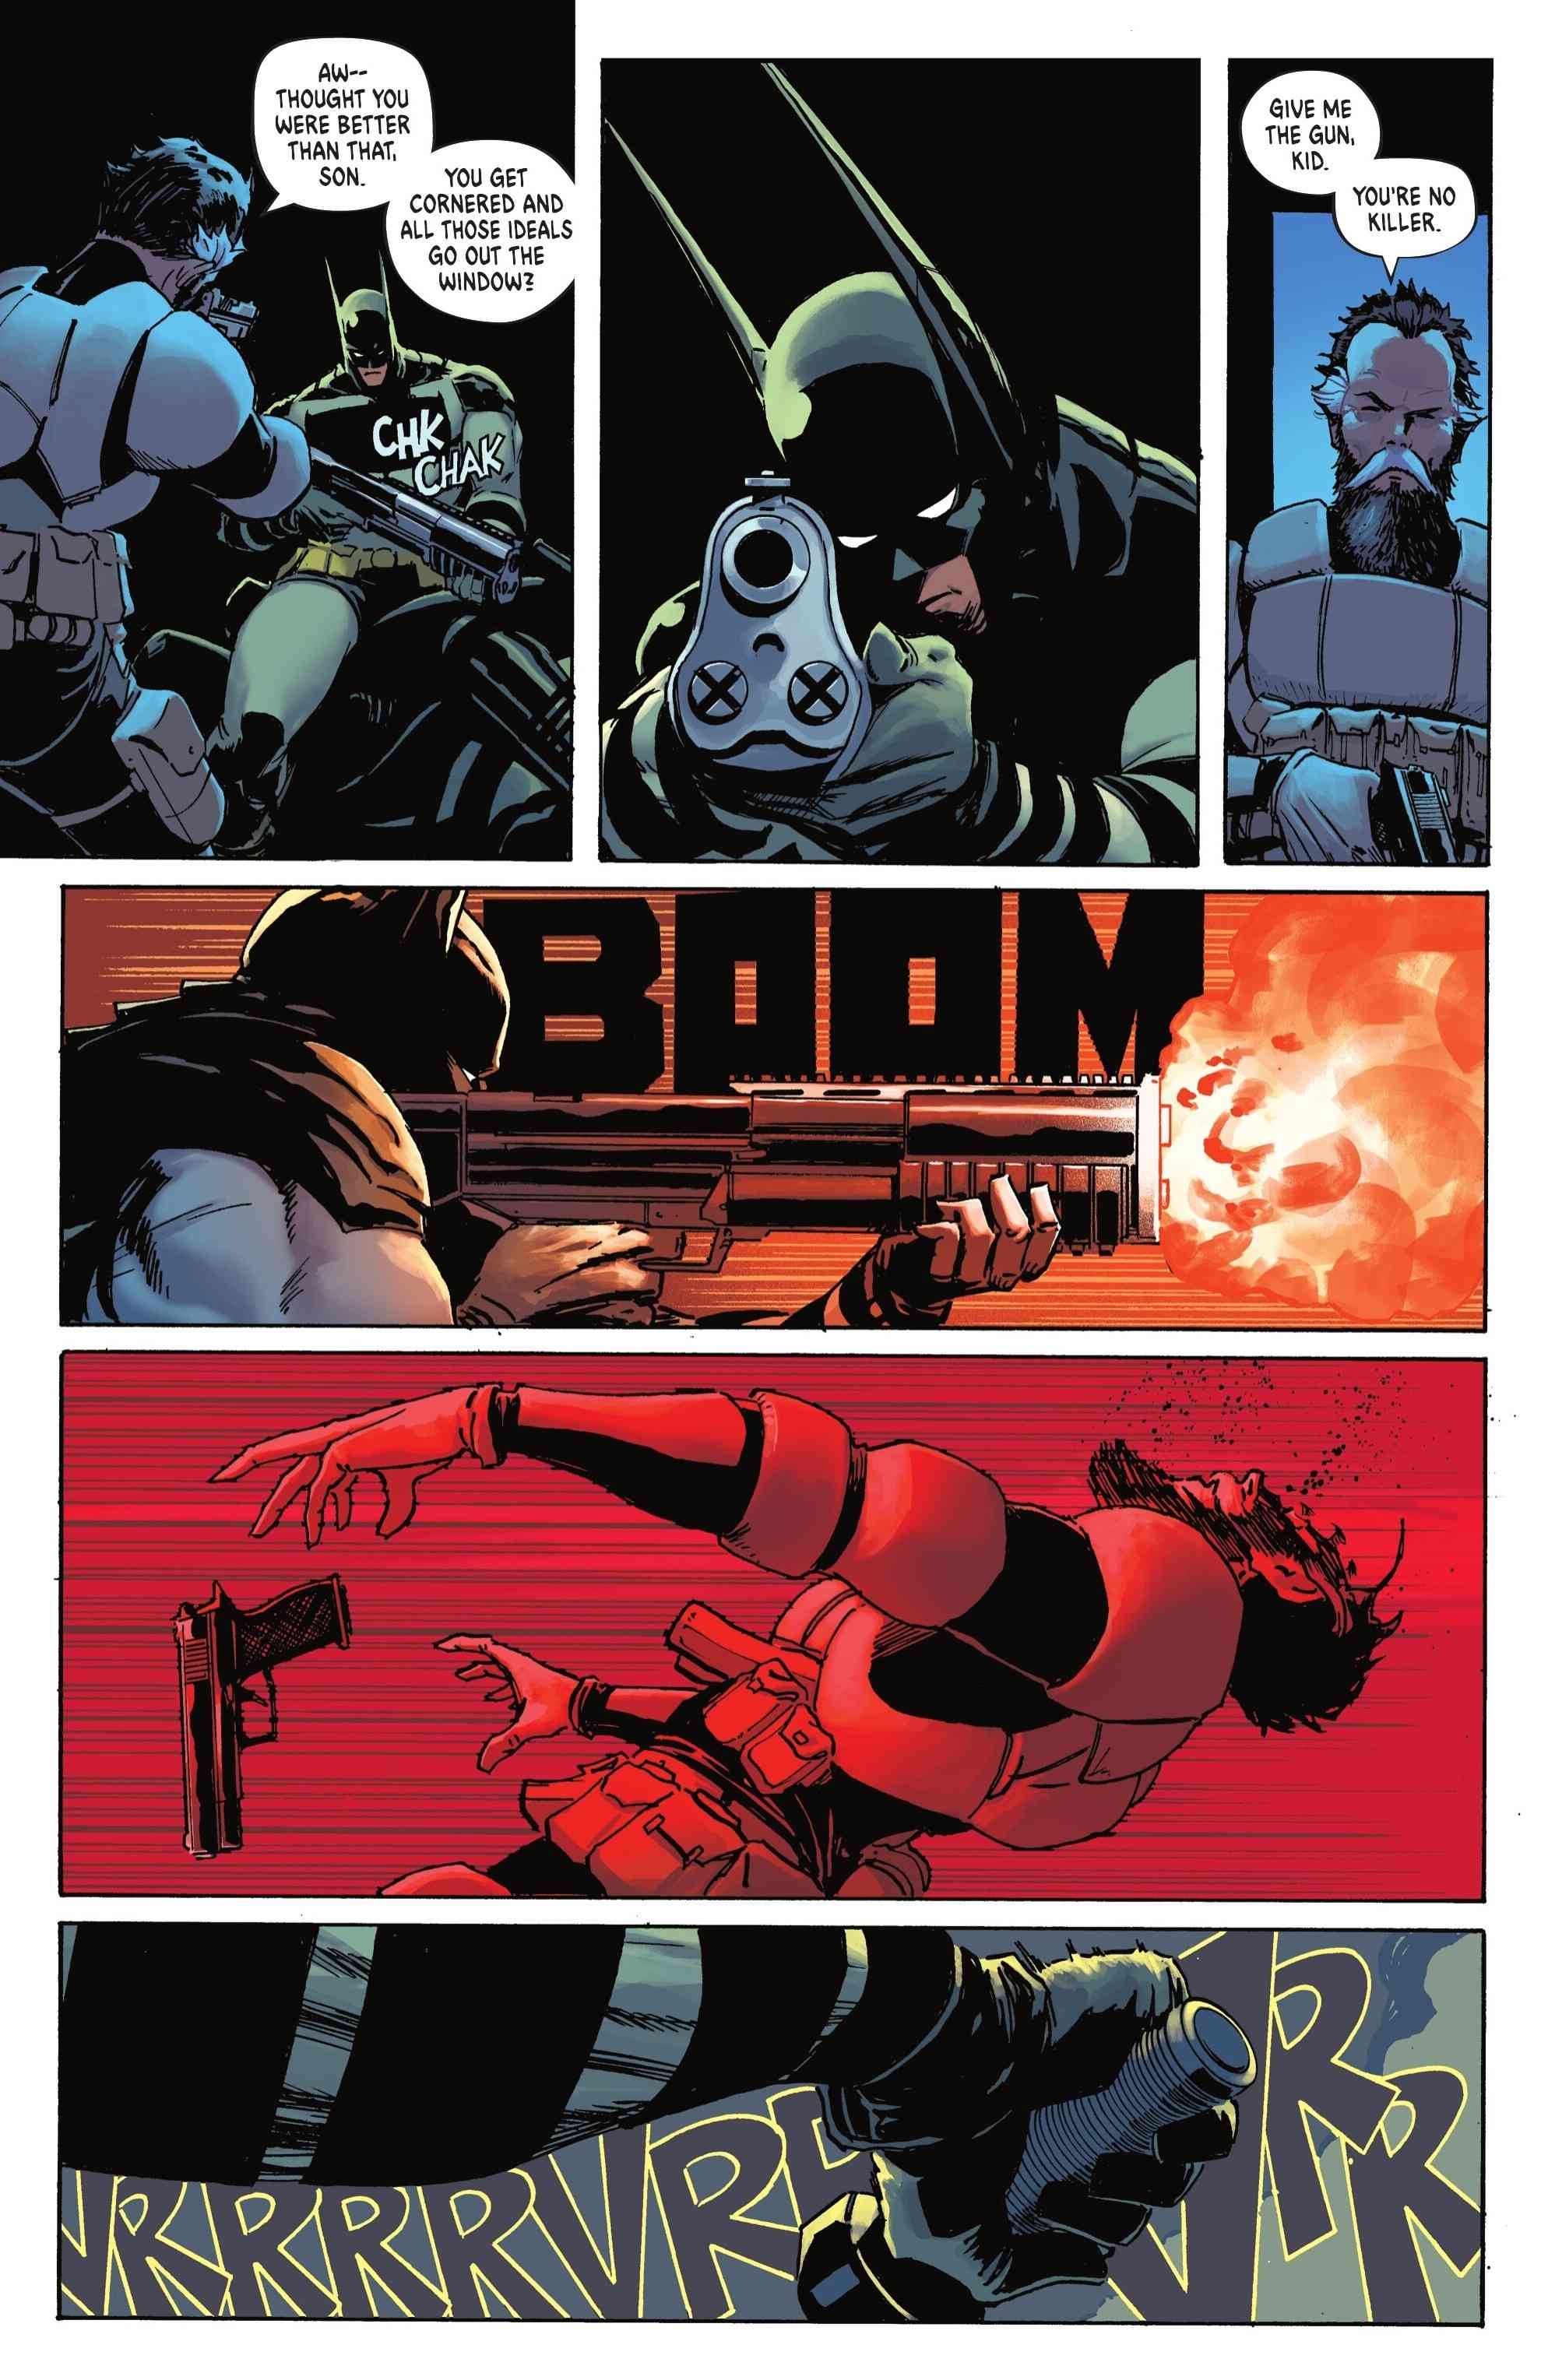 AW--
THOUGHT YOU
WERE BETTER
THAN THAT,
SON.
YOU GET
CORNERED AND
ALL THOSE IDEALS
GO OUT THE
WINDOW?
CHK
CHAK
GIVE ME
THE GUN,
KID.
YOU'RE NO
KILLER.
BOOM